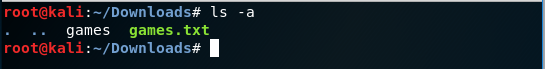 root@kali:~/Downloads# ls -a
.  ..  games  games.txt
root@kali:~/Downloads#